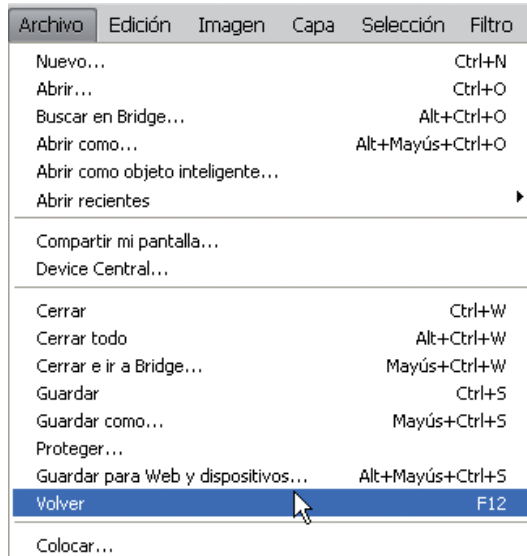 Archivo Edición Imagen Capa Selección Filtro
Nuevo... Ctrl+N
Abrir... Ctrl+O
Buscar en Bridge... Alt+Ctrl+O
Abrir como... Alt+Mayús+Ctrl+O
Abrir como objeto inteligente...
Abrir recientes
Compartir mi pantalla...
Device Central...
Cerrar Ctrl+W
Cerrar todo Alt+Ctrl+W
Cerrar e ir a Bridge... Mayús+Ctrl+W
Guardar Ctrl+S
Guardar como... Mayús+Ctrl+S
Proteger...
Guardar para Web y dispositivos... Alt+Mayús+Ctrl+S
Volver F12
Colocar...